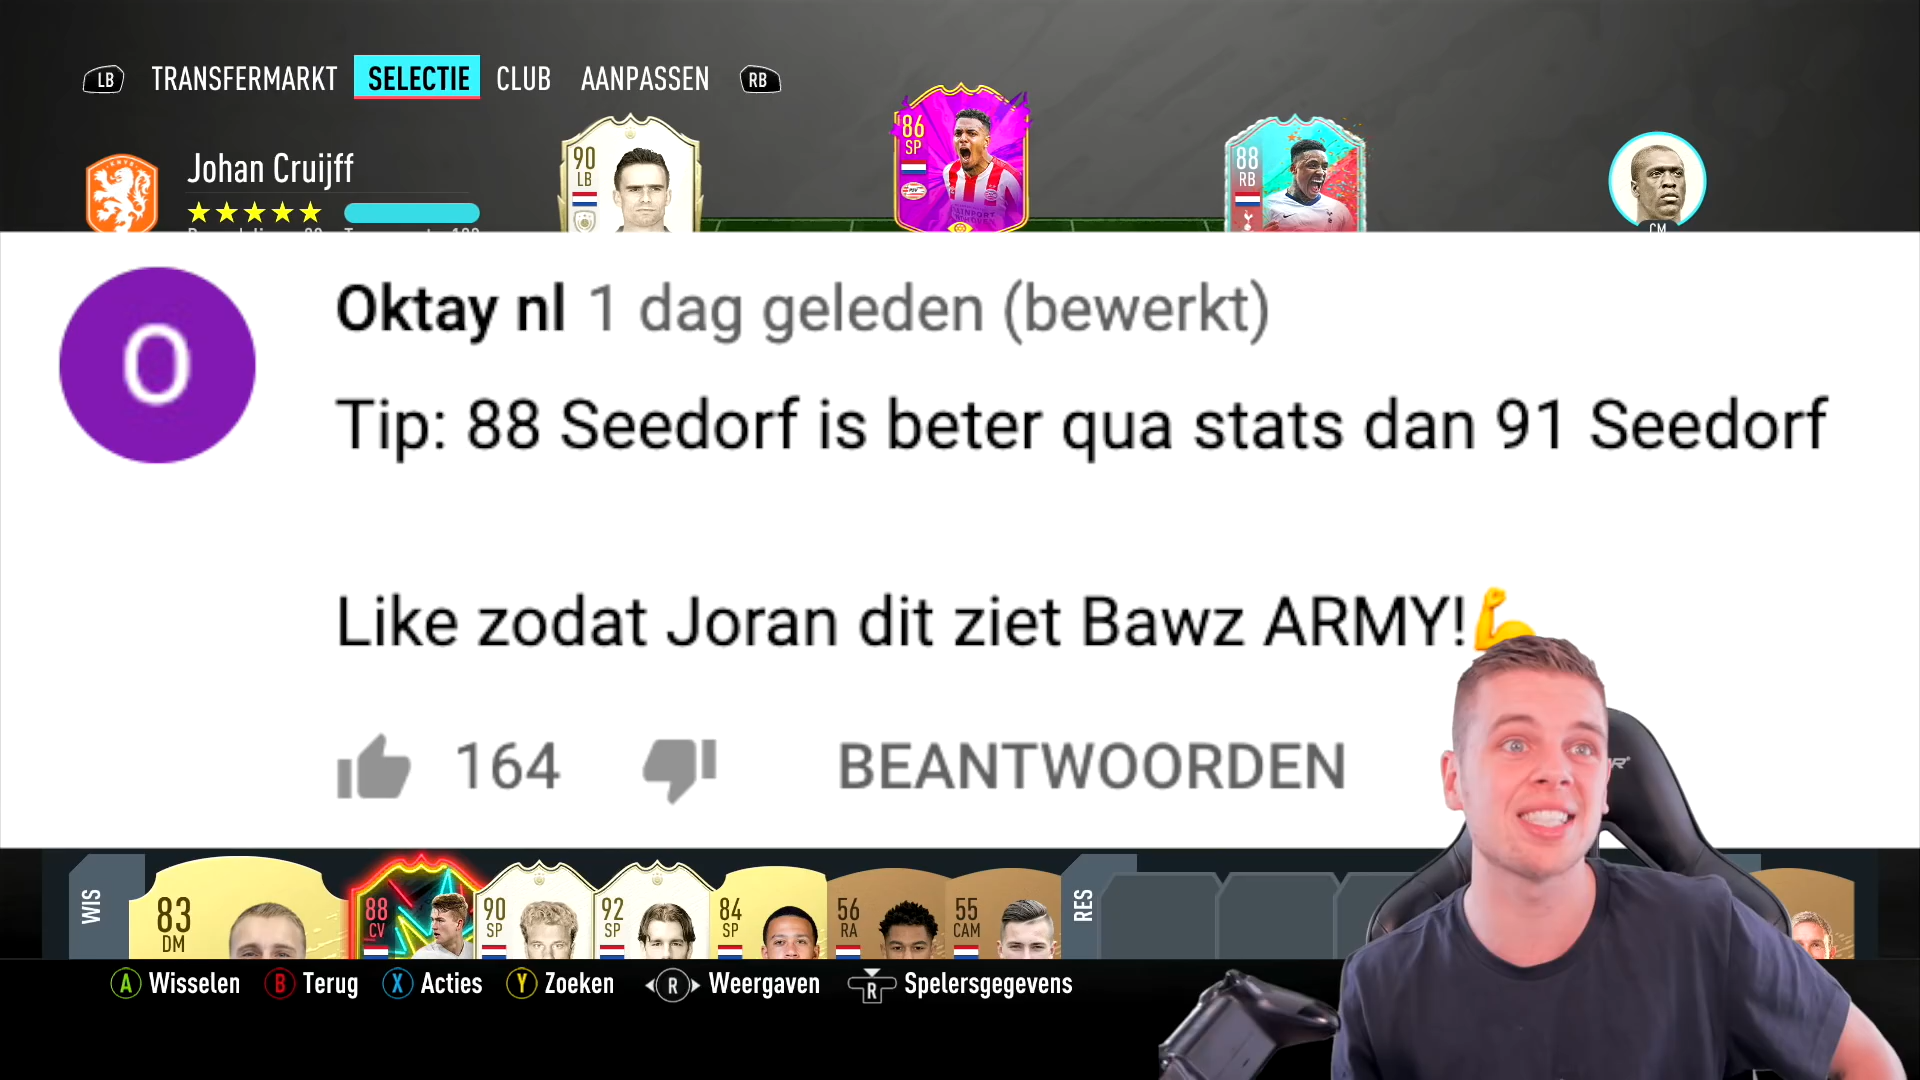 LB TRANSFERMARKT SELECTIE CLUB AANPASSEN RB
Johan Cruijff
90 LB
86 SP
88 RB
CM
Oktay nl 1 dag geleden (bewerkt)
O
Tip: 88 Seedorf is beter qua stats dan 91 Seedorf
Like zodat Joran dit ziet Bawz ARMY!💪
164 BEANTWOORDEN
WIS
83 DM
88 CV
90 SP
92 SP
84 SP
56 RA
55 CAM
RES
A Wisselen B Terug X Acties Y Zoeken R Weergaven R Spelersgegevens